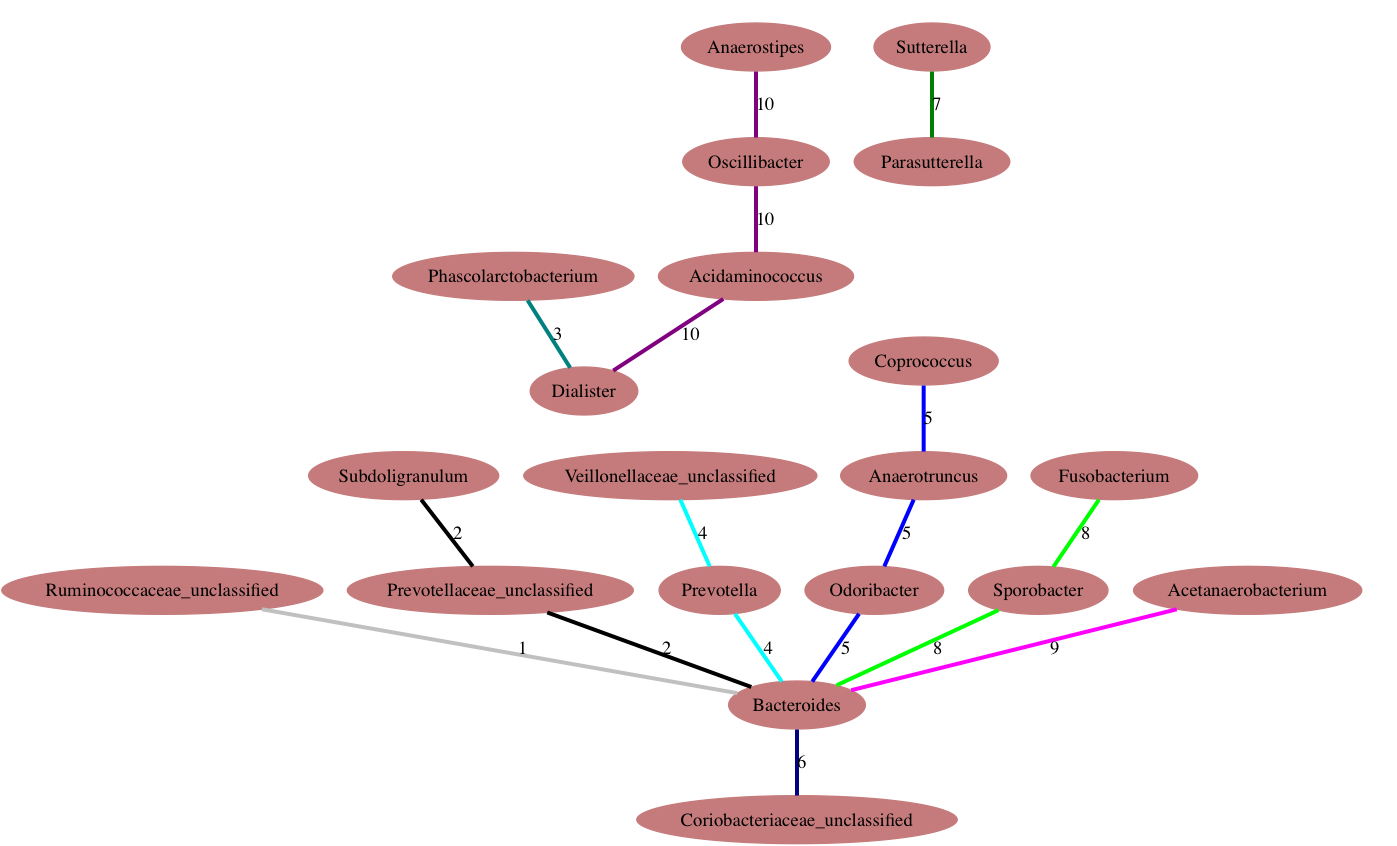 Anaerostipes
Sutterella
10
7
Oscillibacter
Parasutterella
10
Phascolarctobacterium
Acidaminococcus
3
10
Coprococcus
Dialister
5
Subdoligranulum
Veillonellaceae_unclassified
Anaerotruncus
Fusobacterium
2
4
5
8
Ruminococcaceae_unclassified
Prevotellaceae_unclassified
Prevotella
Odoribacter
Sporobacter
Acetanaerobacterium
1
2
4
5
8
9
Bacteroides
6
Coriobacteriaceae_unclassified